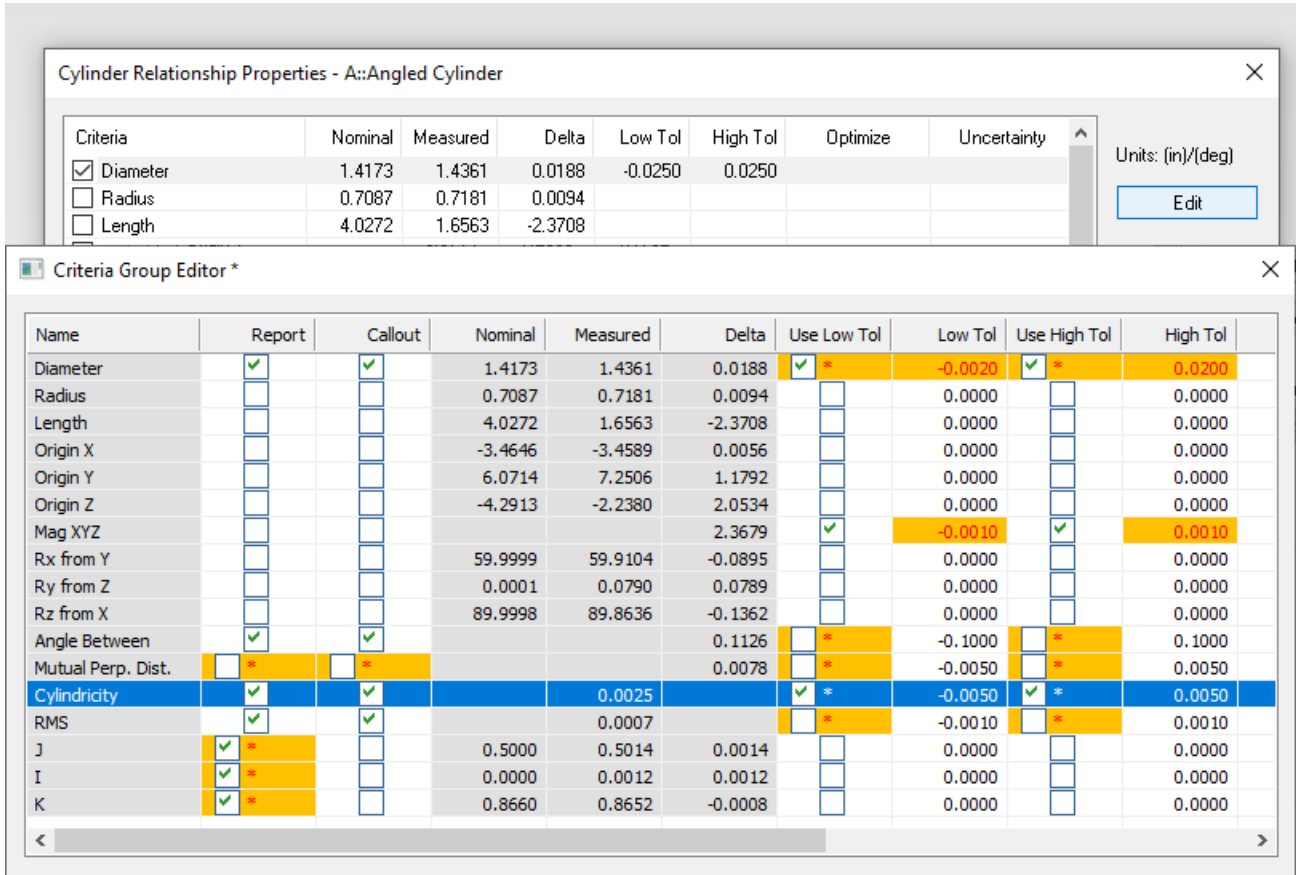 Cylinder Relationship Properties - A::Angled Cylinder
Criteria Nominal Measured Delta Low Tol High Tol Optimize Uncertainty
Units: (in)/(deg)
Diameter 1.4173 1.4361 0.0188 -0.0250 0.0250
Radius 0.7087 0.7181 0.0094
Edit
Length 4.0272 1.6563 -2.3708
Criteria Group Editor *
Name Report Callout Nominal Measured Delta Use Low Tol Low Tol Use High Tol High Tol
Diameter 1.4173 1.4361 0.0188 * -0.0020 * 0.0200
Radius 0.7087 0.7181 0.0094 0.0000 0.0000
Length 4.0272 1.6563 -2.3708 0.0000 0.0000
Origin X -3.4646 -3.4589 0.0056 0.0000 0.0000
Origin Y 6.0714 7.2506 1.1792 0.0000 0.0000
Origin Z -4.2913 -2.2380 2.0534 0.0000 0.0000
Mag XYZ 2.3679 -0.0010 0.0010
Rx from Y 59.9999 59.9104 -0.0895 0.0000 0.0000
Ry from Z 0.0001 0.0790 0.0789 0.0000 0.0000
Rz from X 89.9998 89.8636 -0.1362 0.0000 0.0000
Angle Between 0.1126 * -0.1000 * 0.1000
Mutual Perp. Dist. * * 0.0078 * -0.0050 * 0.0050
Cylindricity 0.0025 * -0.0050 * 0.0050
RMS 0.0007 * -0.0010 * 0.0010
J * 0.5000 0.5014 0.0014 0.0000 0.0000
I * 0.0000 0.0012 0.0012 0.0000 0.0000
K * 0.8660 0.8652 -0.0008 0.0000 0.0000